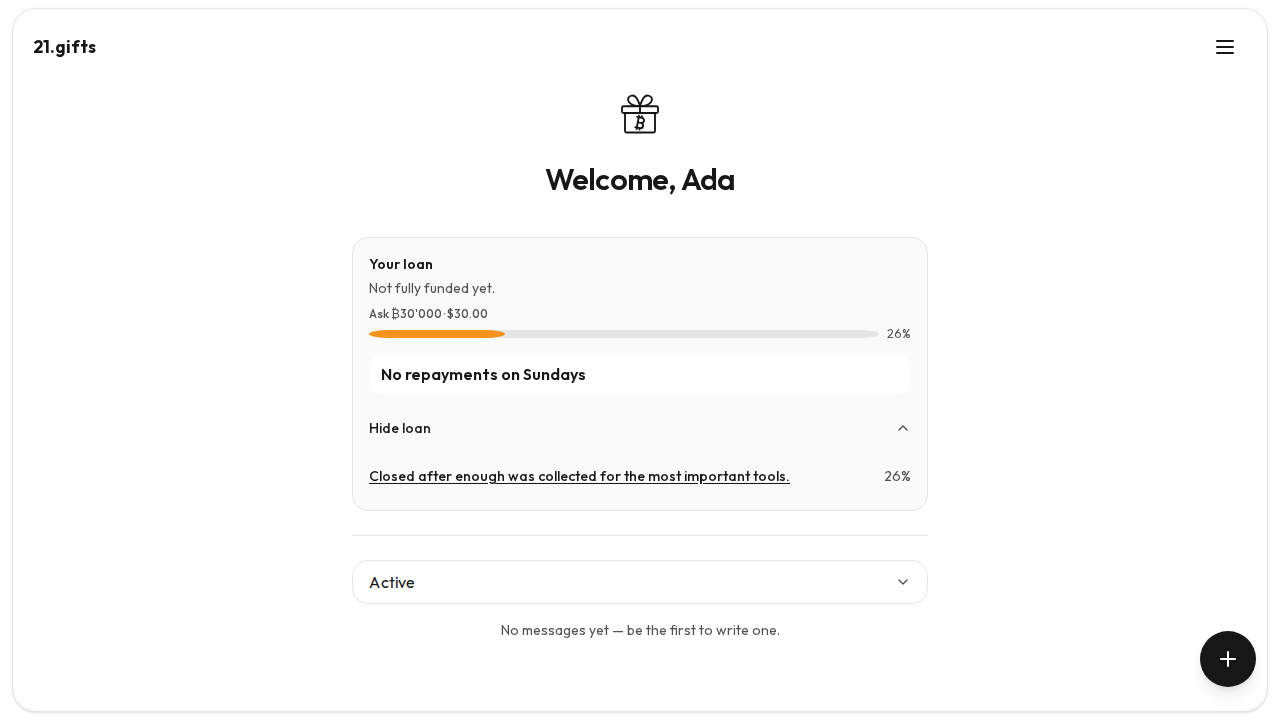 21.gifts
Welcome, Ada
Your loan
Not fully funded yet.
Ask ₿30'000 · $30.00
26%
No repayments on Sundays
Hide loan
Closed after enough was collected for the most important tools.
26%
Active
No messages yet — be the first to write one.